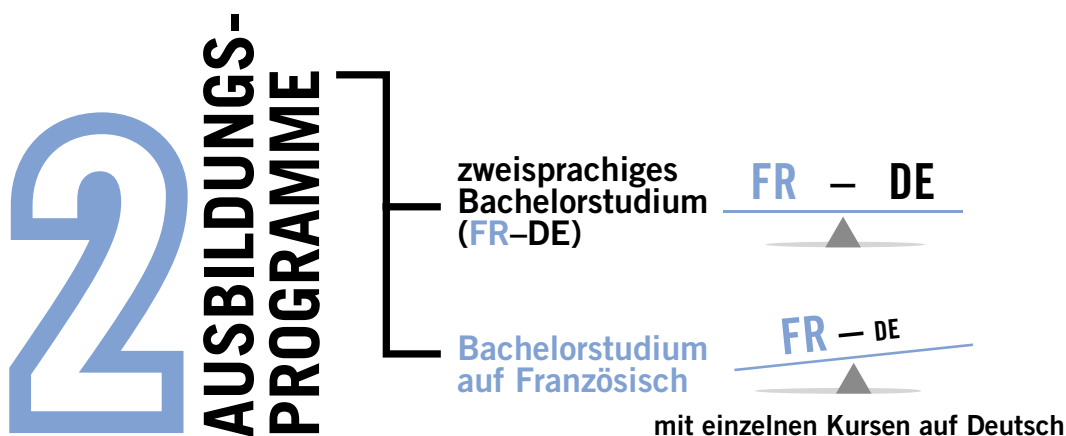 2
AUSBILDUNGS-
PROGRAMME
zweisprachiges
Bachelorstudium
(FR–DE)
FR – DE
Bachelorstudium
auf Französisch
FR – DE
mit einzelnen Kursen auf Deutsch